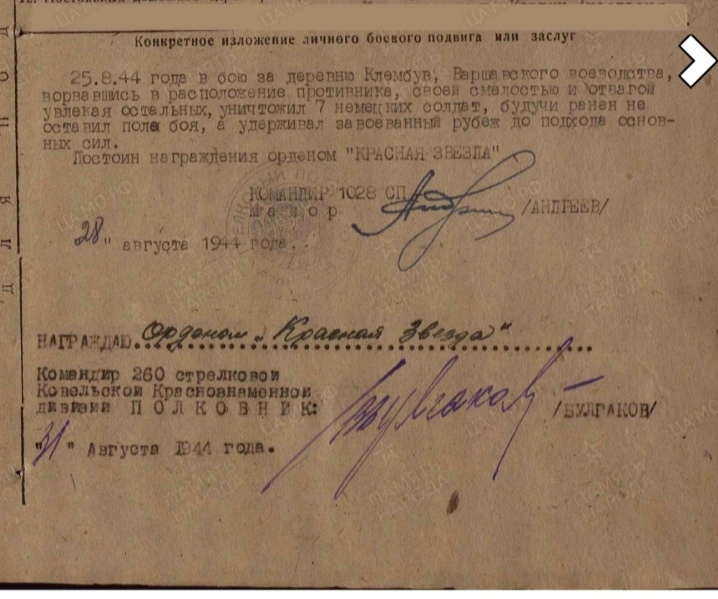 Конкретное изложение личного боевого подвига или заслуг
25.8.44 года в бою за деревню Клембув, Варшавского воеводства,
ворвавшись в расположение противника, своей смелостью и отвагой
увлекая остальных, уничтожил 7 немецких солдат, будучи ранен не
оставил поле боя, а удерживал завоеванный рубеж до подхода основ-
ных сил.
Достоин награждения орденом "КРАСНАЯ ЗВЕЗДА"
КОМАНДИР 1028 СП
Майор /АНДРЕЕВ/
28" августа 1944 года.
НАГРАЖДАЮ Орденом „Красная Звезда"
Командир 260 стрелковой
Ковельской Краснознаменной
дивизии ПОЛКОВНИК: /БУЛГАКОВ/
"31" Августа 1944 года.
ДЛЯ